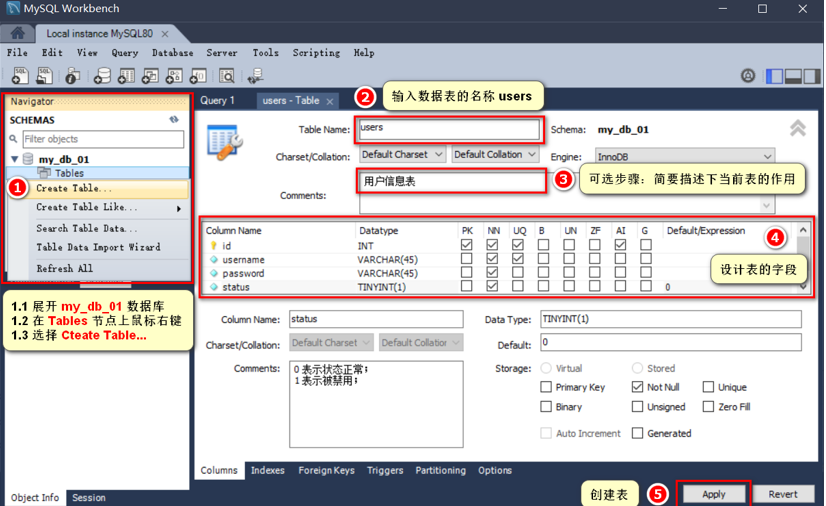 MySQL Workbench
Local instance MySQL80
File Edit View Query Database Server Tools Scripting Help
Navigator
SCHEMAS
Filter objects
my_db_01
Tables
1
Create Table...
Create Table Like...
Search Table Data...
Table Data Import Wizard
Refresh All
1.1 展开 my_db_01 数据库
1.2 在 Tables 节点上鼠标右键
1.3 选择 Cteate Table...
Object Info Session
Query 1 users - Table
2 输入数据表的名称 users
Table Name: users Schema: my_db_01
Charset/Collation: Default Charset Default Collation Engine: InnoDB
Comments: 用户信息表
3 可选步骤：简要描述下当前表的作用
Column Name Datatype PK NN UQ B UN ZF AI G Default/Expression
id INT
username VARCHAR(45)
password VARCHAR(45)
status TINYINT(1) 0
4
设计表的字段
Column Name: status Data Type: TINYINT(1)
Charset/Collation: Default Charset Default Collation Default: 0
Comments: 0 表示状态正常；
1 表示被禁用；
Storage: Virtual Stored
Primary Key Not Null Unique
Binary Unsigned Zero Fill
Auto Increment Generated
Columns Indexes Foreign Keys Triggers Partitioning Options
创建表 5 Apply Revert